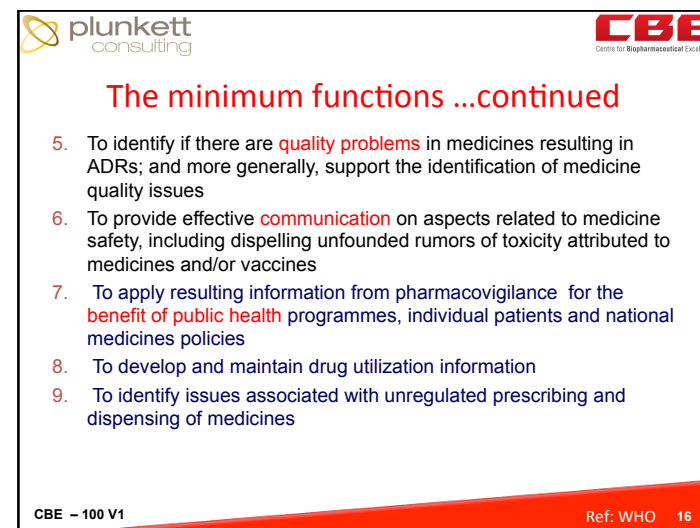 plunkett
consulting
CBE
Centre for Biopharmaceutical Excel
The minimum functions ...continued
5. To identify if there are quality problems in medicines resulting in
ADRs; and more generally, support the identification of medicine
quality issues
6. To provide effective communication on aspects related to medicine
safety, including dispelling unfounded rumors of toxicity attributed to
medicines and/or vaccines
7. To apply resulting information from pharmacovigilance for the
benefit of public health programmes, individual patients and national
medicines policies
8. To develop and maintain drug utilization information
9. To identify issues associated with unregulated prescribing and
dispensing of medicines
CBE – 100 V1
Ref: WHO 16